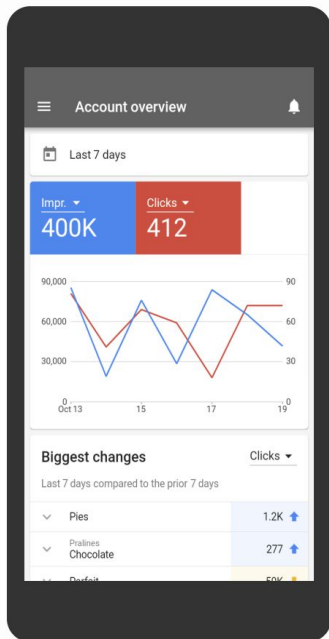 Account overview
Last 7 days
Impr. Clicks
400K 412
90,000 90
60,000 60
30,000 30
0 0
Oct 13 15 17 19
Biggest changes Clicks
Last 7 days compared to the prior 7 days
Pies 1.2K
Pralines
Chocolate 277
Parfait 59K